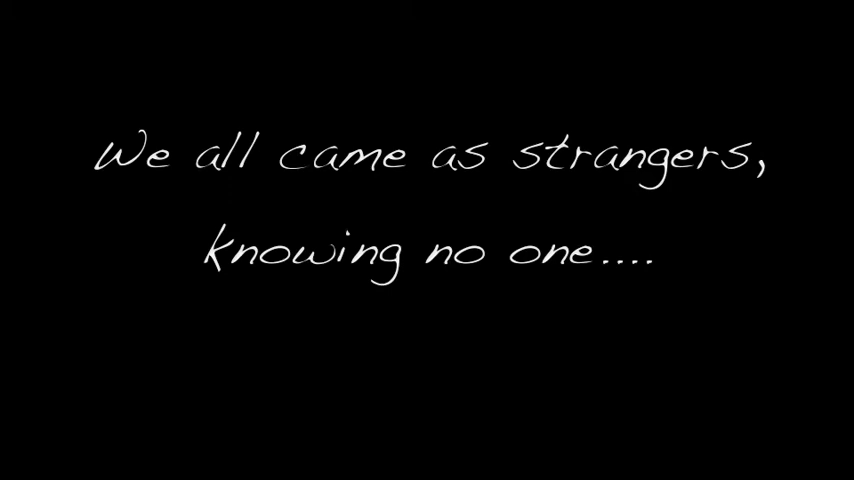 We all came as strangers,
knowing no one....